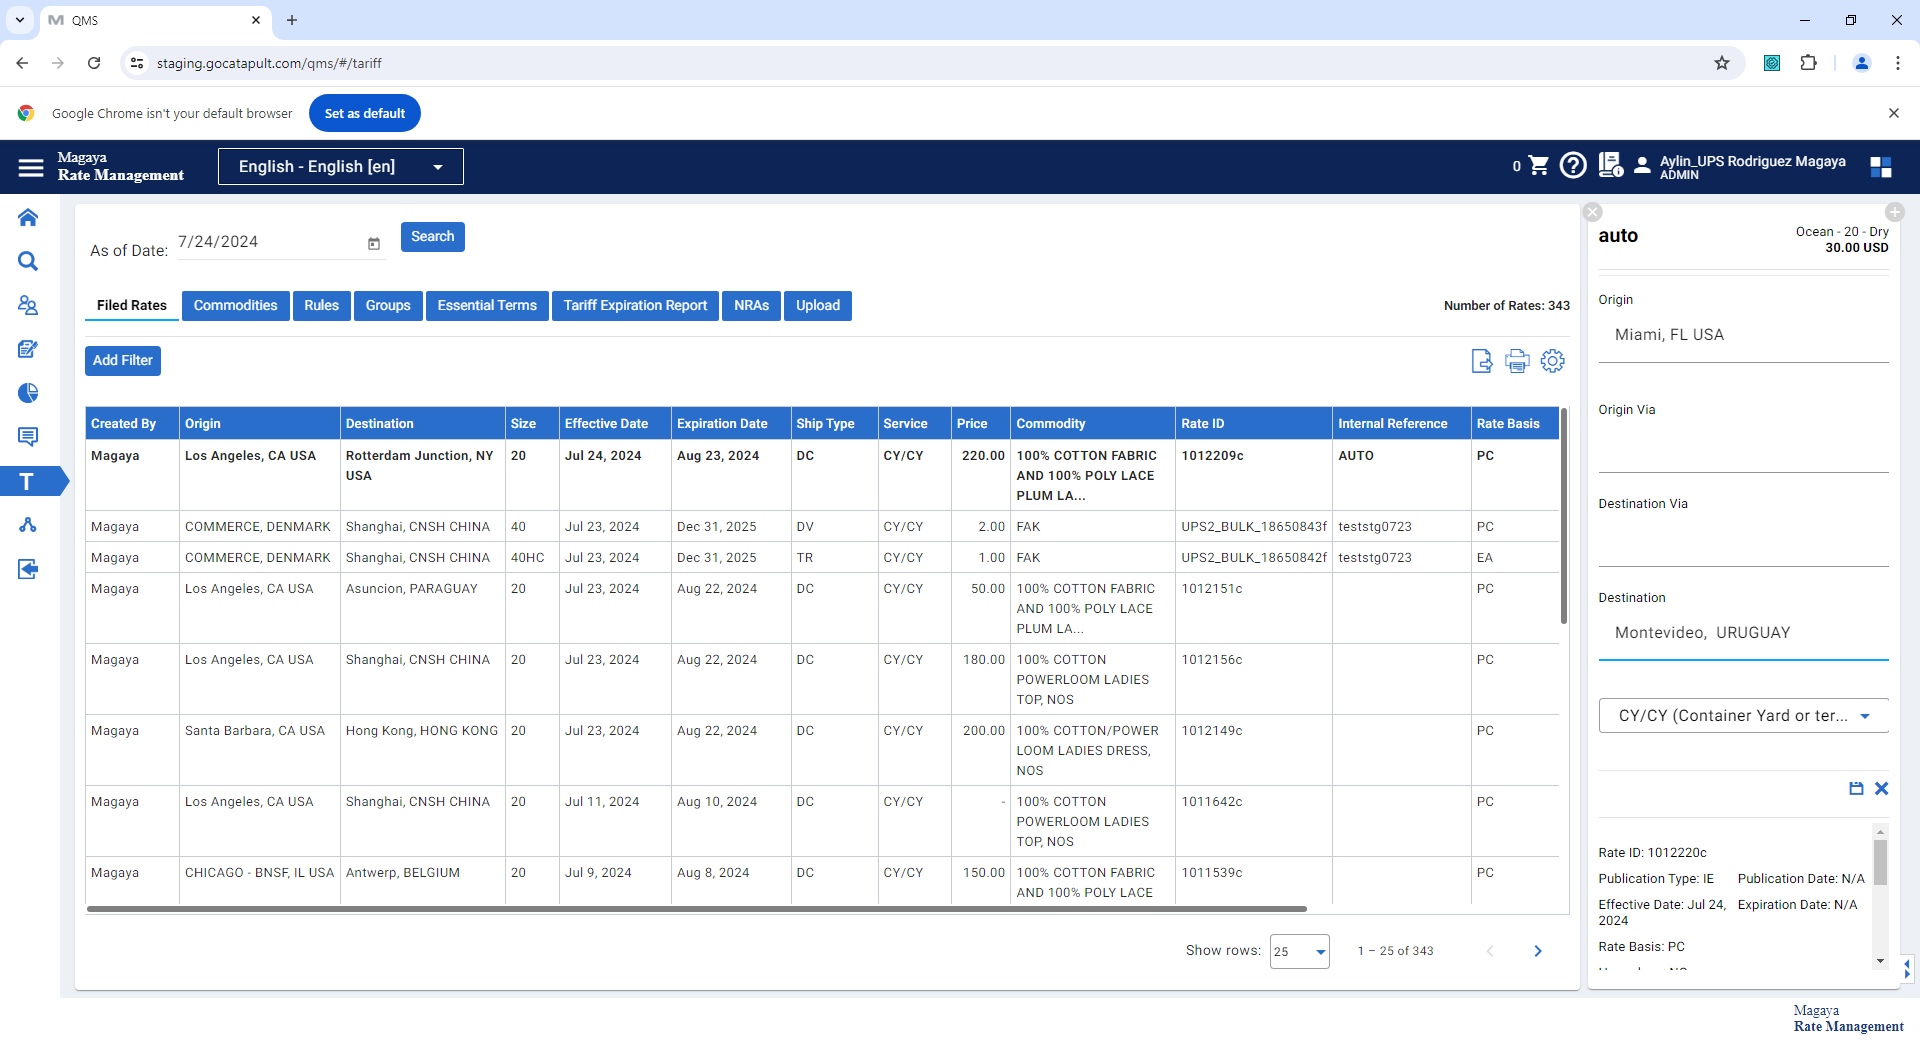 QMS
staging.gocatapult.com/qms/#/tariff
Google Chrome isn't your default browser
Set as default
Magaya
Rate Management
English - English [en]
0
Aylin_UPS Rodriguez Magaya
ADMIN
As of Date:
7/24/2024
Search
Filed Rates
Commodities
Rules
Groups
Essential Terms
Tariff Expiration Report
NRAs
Upload
Number of Rates: 343
Add Filter
Created By Origin Destination Size Effective Date Expiration Date Ship Type Service Price Commodity Rate ID Internal Reference Rate Basis
Magaya Los Angeles, CA USA Rotterdam Junction, NY 20 Jul 24, 2024 Aug 23, 2024 DC CY/CY 220.00 100% COTTON FABRIC 1012209c AUTO PC
USA AND 100% POLY LACE
PLUM LA...
Magaya COMMERCE, DENMARK Shanghai, CNSH CHINA 40 Jul 23, 2024 Dec 31, 2025 DV CY/CY 2.00 FAK UPS2_BULK_18650843f teststg0723 PC
Magaya COMMERCE, DENMARK Shanghai, CNSH CHINA 40HC Jul 23, 2024 Dec 31, 2025 TR CY/CY 1.00 FAK UPS2_BULK_18650842f teststg0723 EA
Magaya Los Angeles, CA USA Asuncion, PARAGUAY 20 Jul 23, 2024 Aug 22, 2024 DC CY/CY 50.00 100% COTTON FABRIC 1012151c PC
AND 100% POLY LACE
PLUM LA...
Magaya Los Angeles, CA USA Shanghai, CNSH CHINA 20 Jul 23, 2024 Aug 22, 2024 DC CY/CY 180.00 100% COTTON 1012156c PC
POWERLOOM LADIES
TOP, NOS
Magaya Santa Barbara, CA USA Hong Kong, HONG KONG 20 Jul 23, 2024 Aug 22, 2024 DC CY/CY 200.00 100% COTTON/POWER 1012149c PC
LOOM LADIES DRESS,
NOS
Magaya Los Angeles, CA USA Shanghai, CNSH CHINA 20 Jul 11, 2024 Aug 10, 2024 DC CY/CY - 100% COTTON 1011642c PC
POWERLOOM LADIES
TOP, NOS
Magaya CHICAGO - BNSF, IL USA Antwerp, BELGIUM 20 Jul 9, 2024 Aug 8, 2024 DC CY/CY 150.00 100% COTTON FABRIC 1011539c PC
AND 100% POLY LACE
Show rows: 25 1 – 25 of 343
auto
Ocean - 20 - Dry
30.00 USD
Origin
Miami, FL USA
Origin Via
Destination Via
Destination
Montevideo, URUGUAY
CY/CY (Container Yard or ter...
Rate ID: 1012220c
Publication Type: IE Publication Date: N/A
Effective Date: Jul 24, Expiration Date: N/A
2024
Rate Basis: PC
Magaya
Rate Management